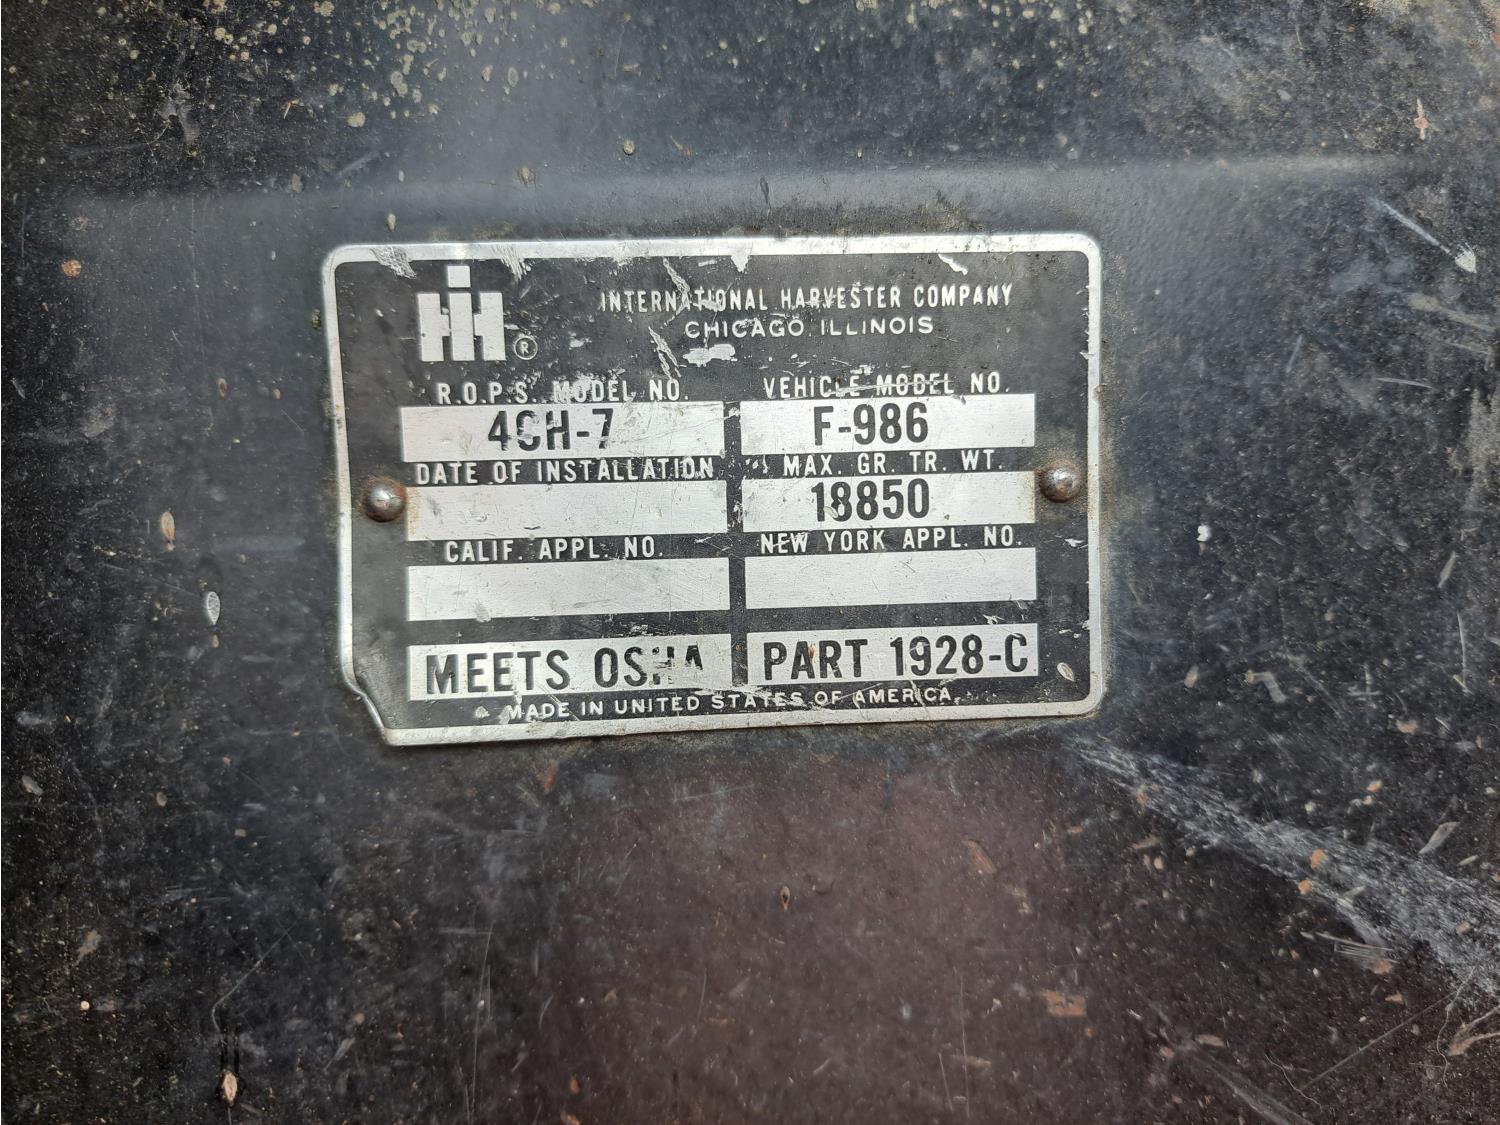 IH ®
INTERNATIONAL HARVESTER COMPANY
CHICAGO, ILLINOIS
R.O.P.S. MODEL NO. VEHICLE MODEL NO.
4CH-7 F-986
DATE OF INSTALLATION MAX. GR. TR. WT.
18850
CALIF. APPL. NO. NEW YORK APPL. NO.
MEETS OSHA PART 1928-C
MADE IN UNITED STATES OF AMERICA